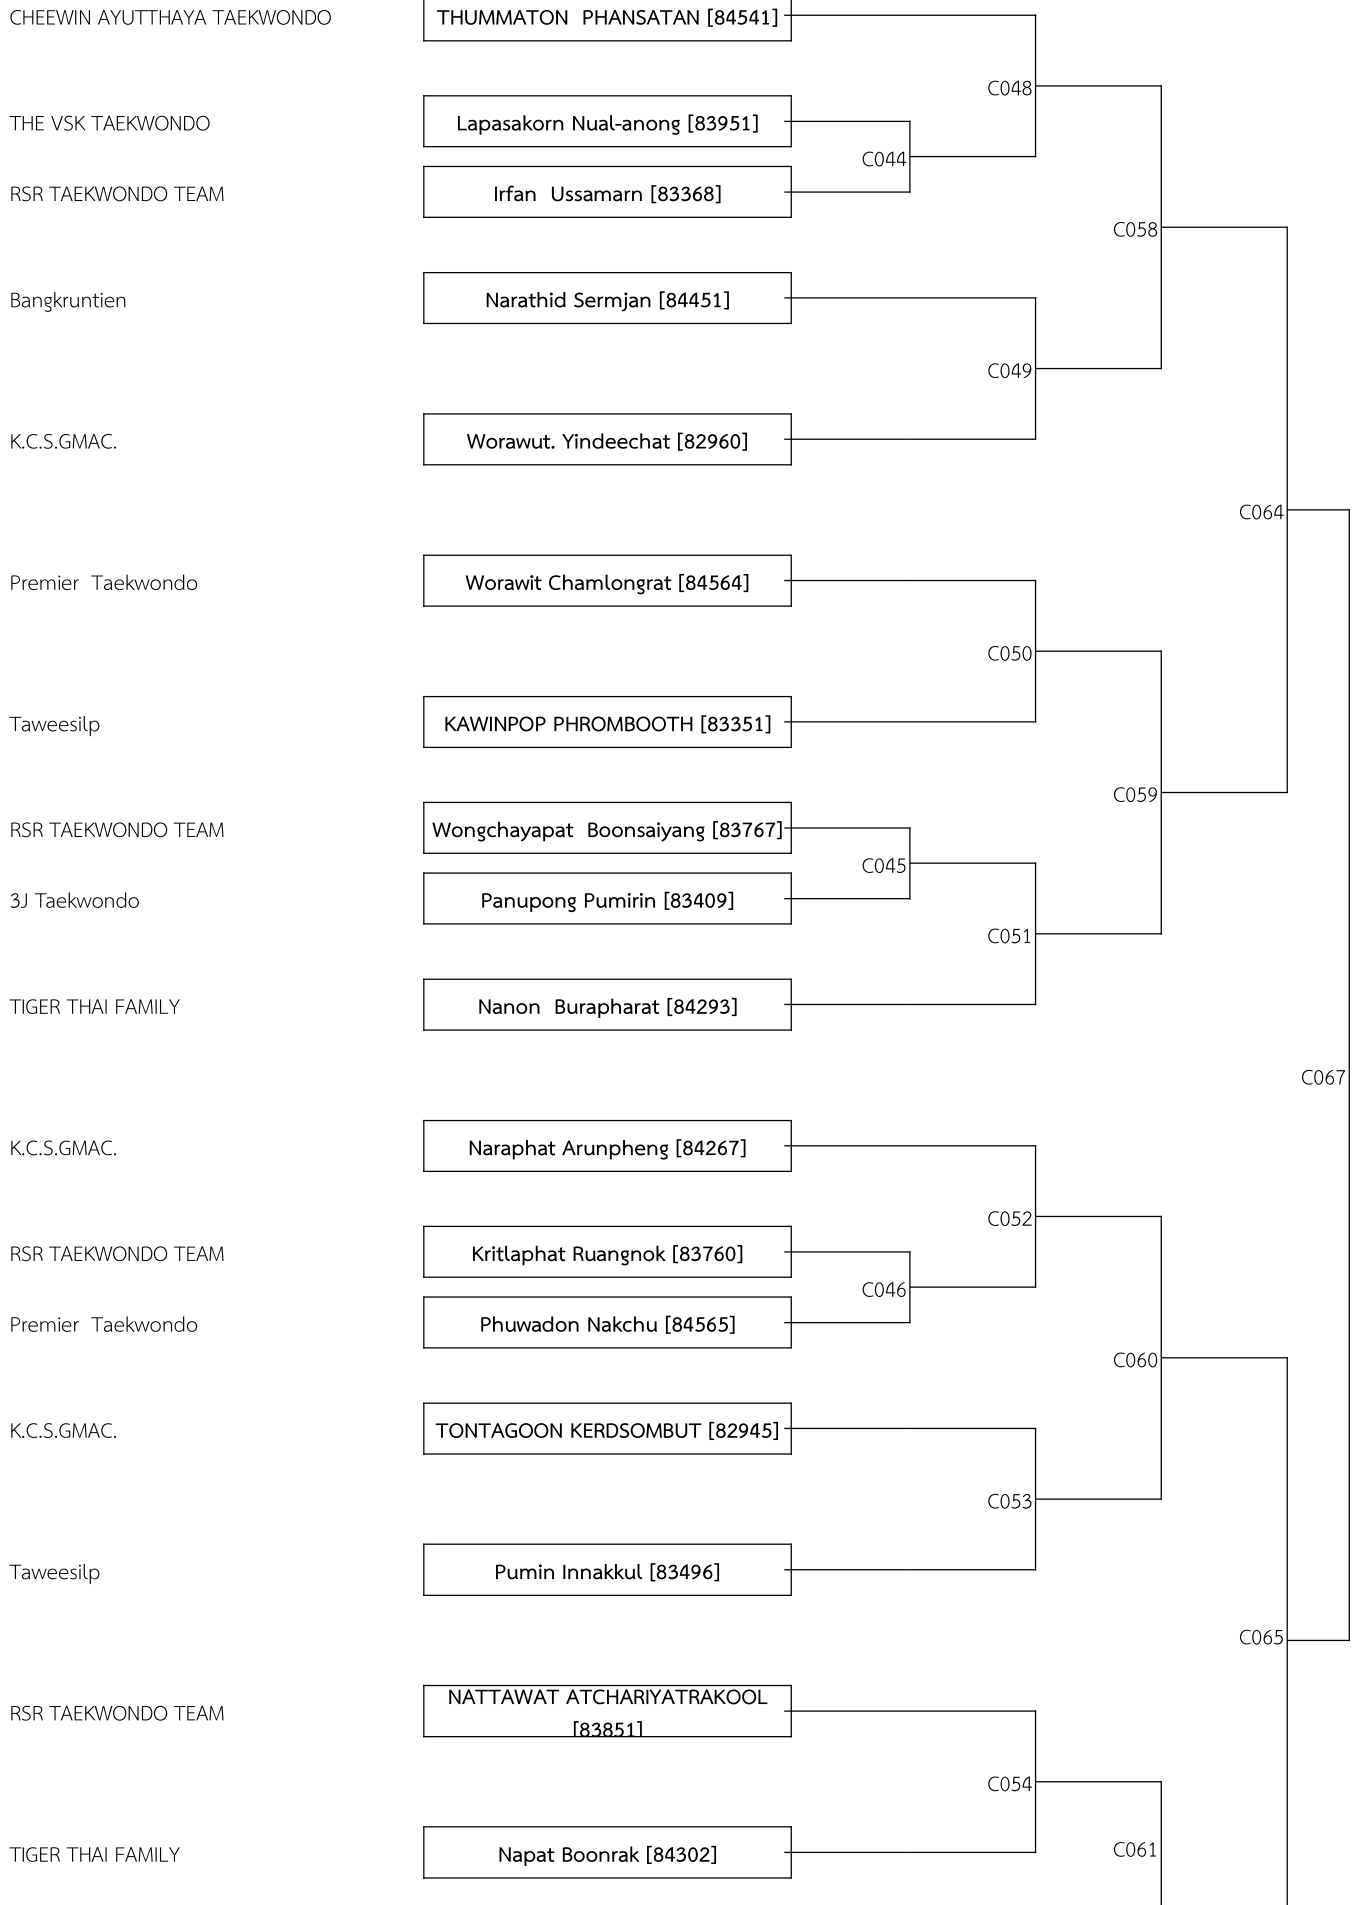 CHEEWIN AYUTTHAYA TAEKWONDO THUMMATON  PHANSATAN [84541]
C048
THE VSK TAEKWONDO Lapasakorn Nual-anong [83951]
C044
RSR TAEKWONDO TEAM Irfan  Ussamarn [83368]
C058
Bangkruntien Narathid Sermjan [84451]
C049
K.C.S.GMAC. Worawut. Yindeechat [82960]
C064
Premier  Taekwondo Worawit Chamlongrat [84564]
C050
Taweesilp KAWINPOP PHROMBOOTH [83351]
C059
RSR TAEKWONDO TEAM Wongchayapat  Boonsaiyang [83767]
C045
3J Taekwondo Panupong Pumirin [83409]
C051
TIGER THAI FAMILY Nanon  Burapharat [84293]
C067
K.C.S.GMAC. Naraphat Arunpheng [84267]
C052
RSR TAEKWONDO TEAM Kritlaphat Ruangnok [83760]
C046
Premier  Taekwondo Phuwadon Nakchu [84565]
C060
K.C.S.GMAC. TONTAGOON KERDSOMBUT [82945]
C053
Taweesilp Pumin Innakkul [83496]
C065
RSR TAEKWONDO TEAM NATTAWAT ATCHARIYATRAKOOL
[83851]
C054
TIGER THAI FAMILY Napat Boonrak [84302]
C061